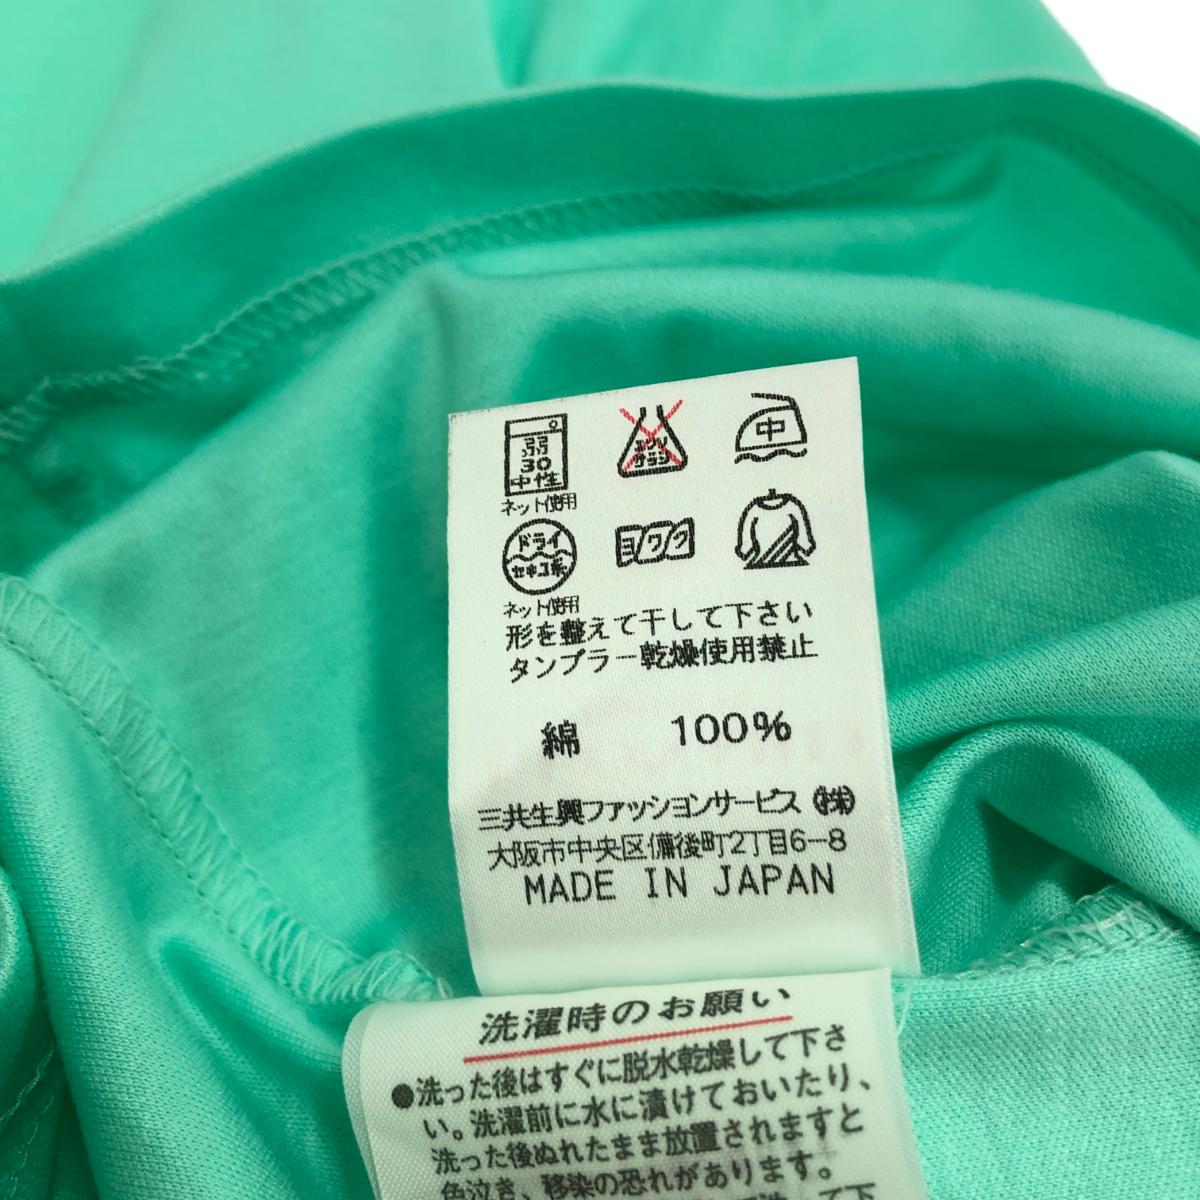 弱
30
中性
ネット使用
エンソ
サラシ
中
ドライ
セキユ系
ネット使用
ヨワク
形を整えて干して下さい
タンブラー乾燥使用禁止
綿 100%
三共生興ファッションサービス(株)
大阪市中央区備後町2丁目6-8
MADE IN JAPAN
洗濯時のお願い
●洗った後はすぐに脱水乾燥して下さ
い。洗濯前に水に漬けておいたり、
洗った後ぬれたまま放置されますと
色泣き、移染の恐れがあります。